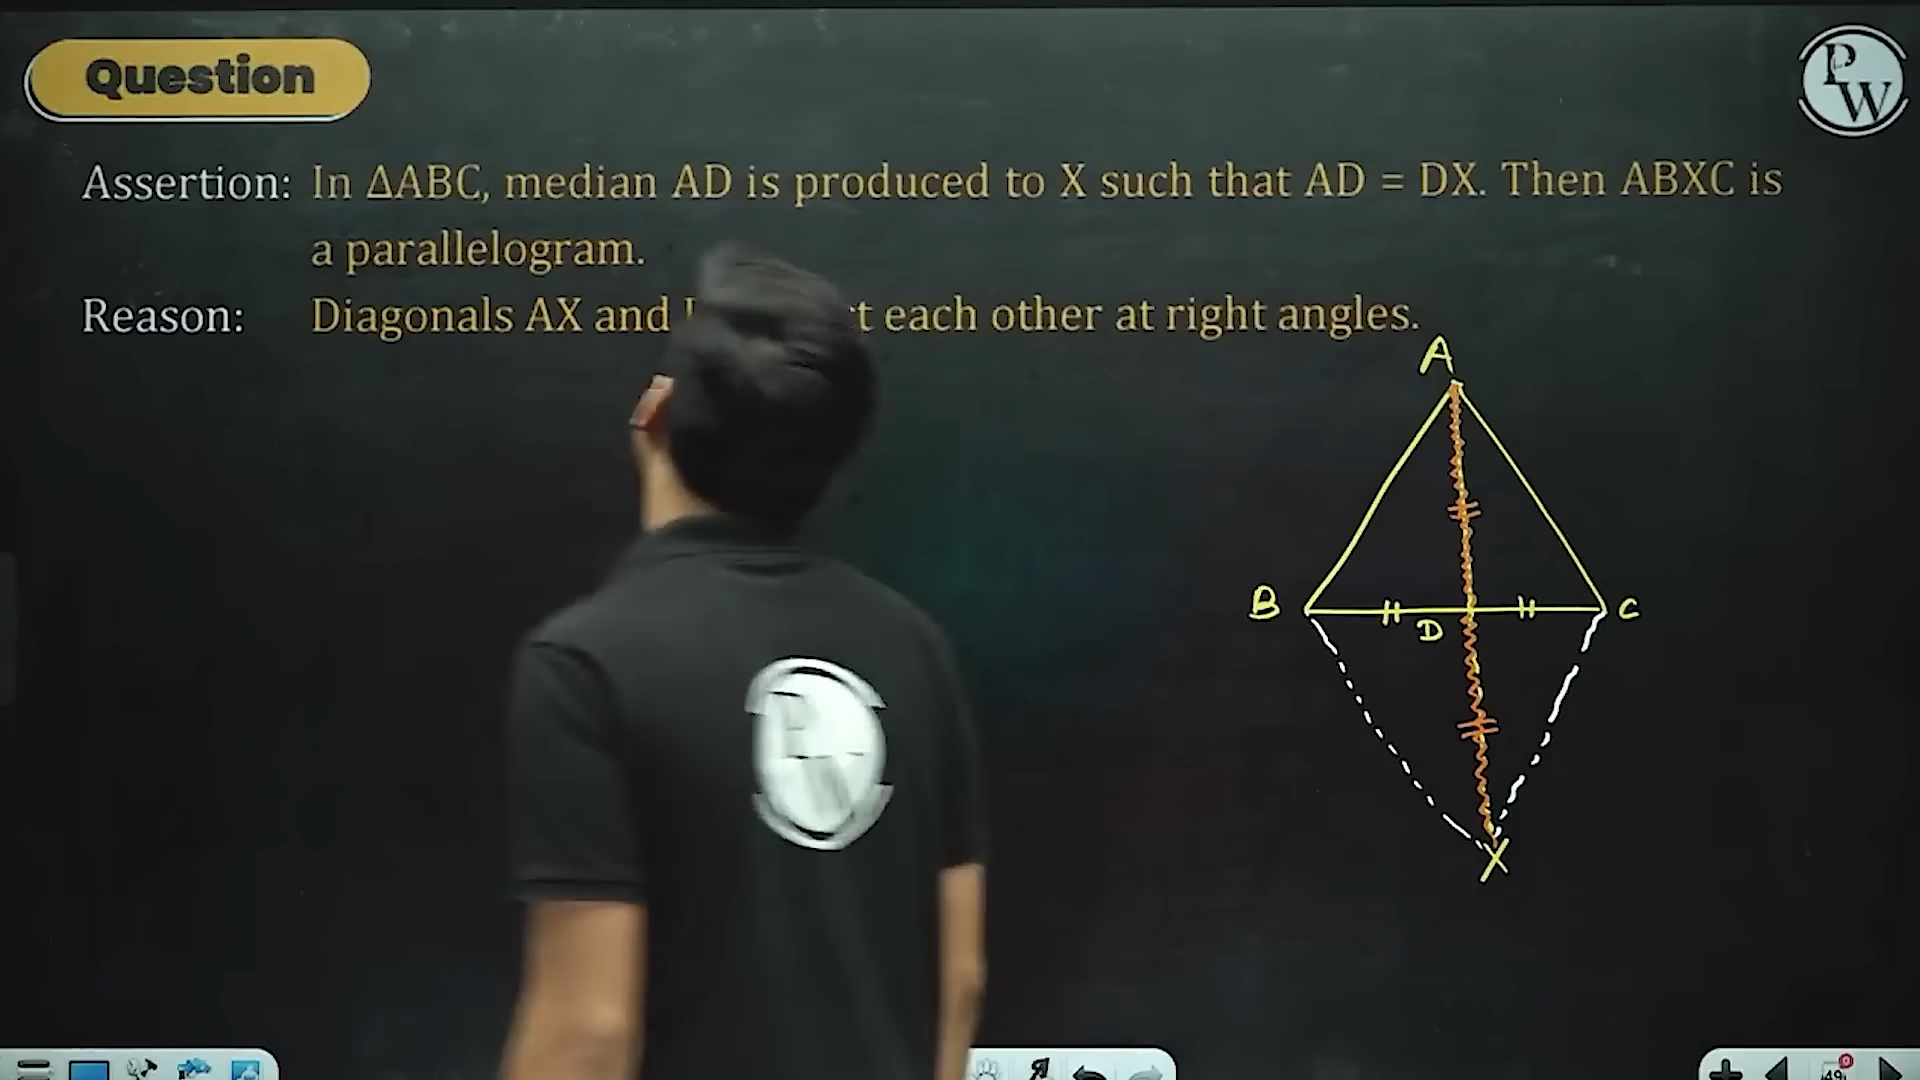 Question
P
W
Assertion: In ΔABC, median AD is produced to X such that AD = DX. Then ABXC is
a parallelogram.
Reason: Diagonals AX and each other at right angles.
A
B
D
C
X
49